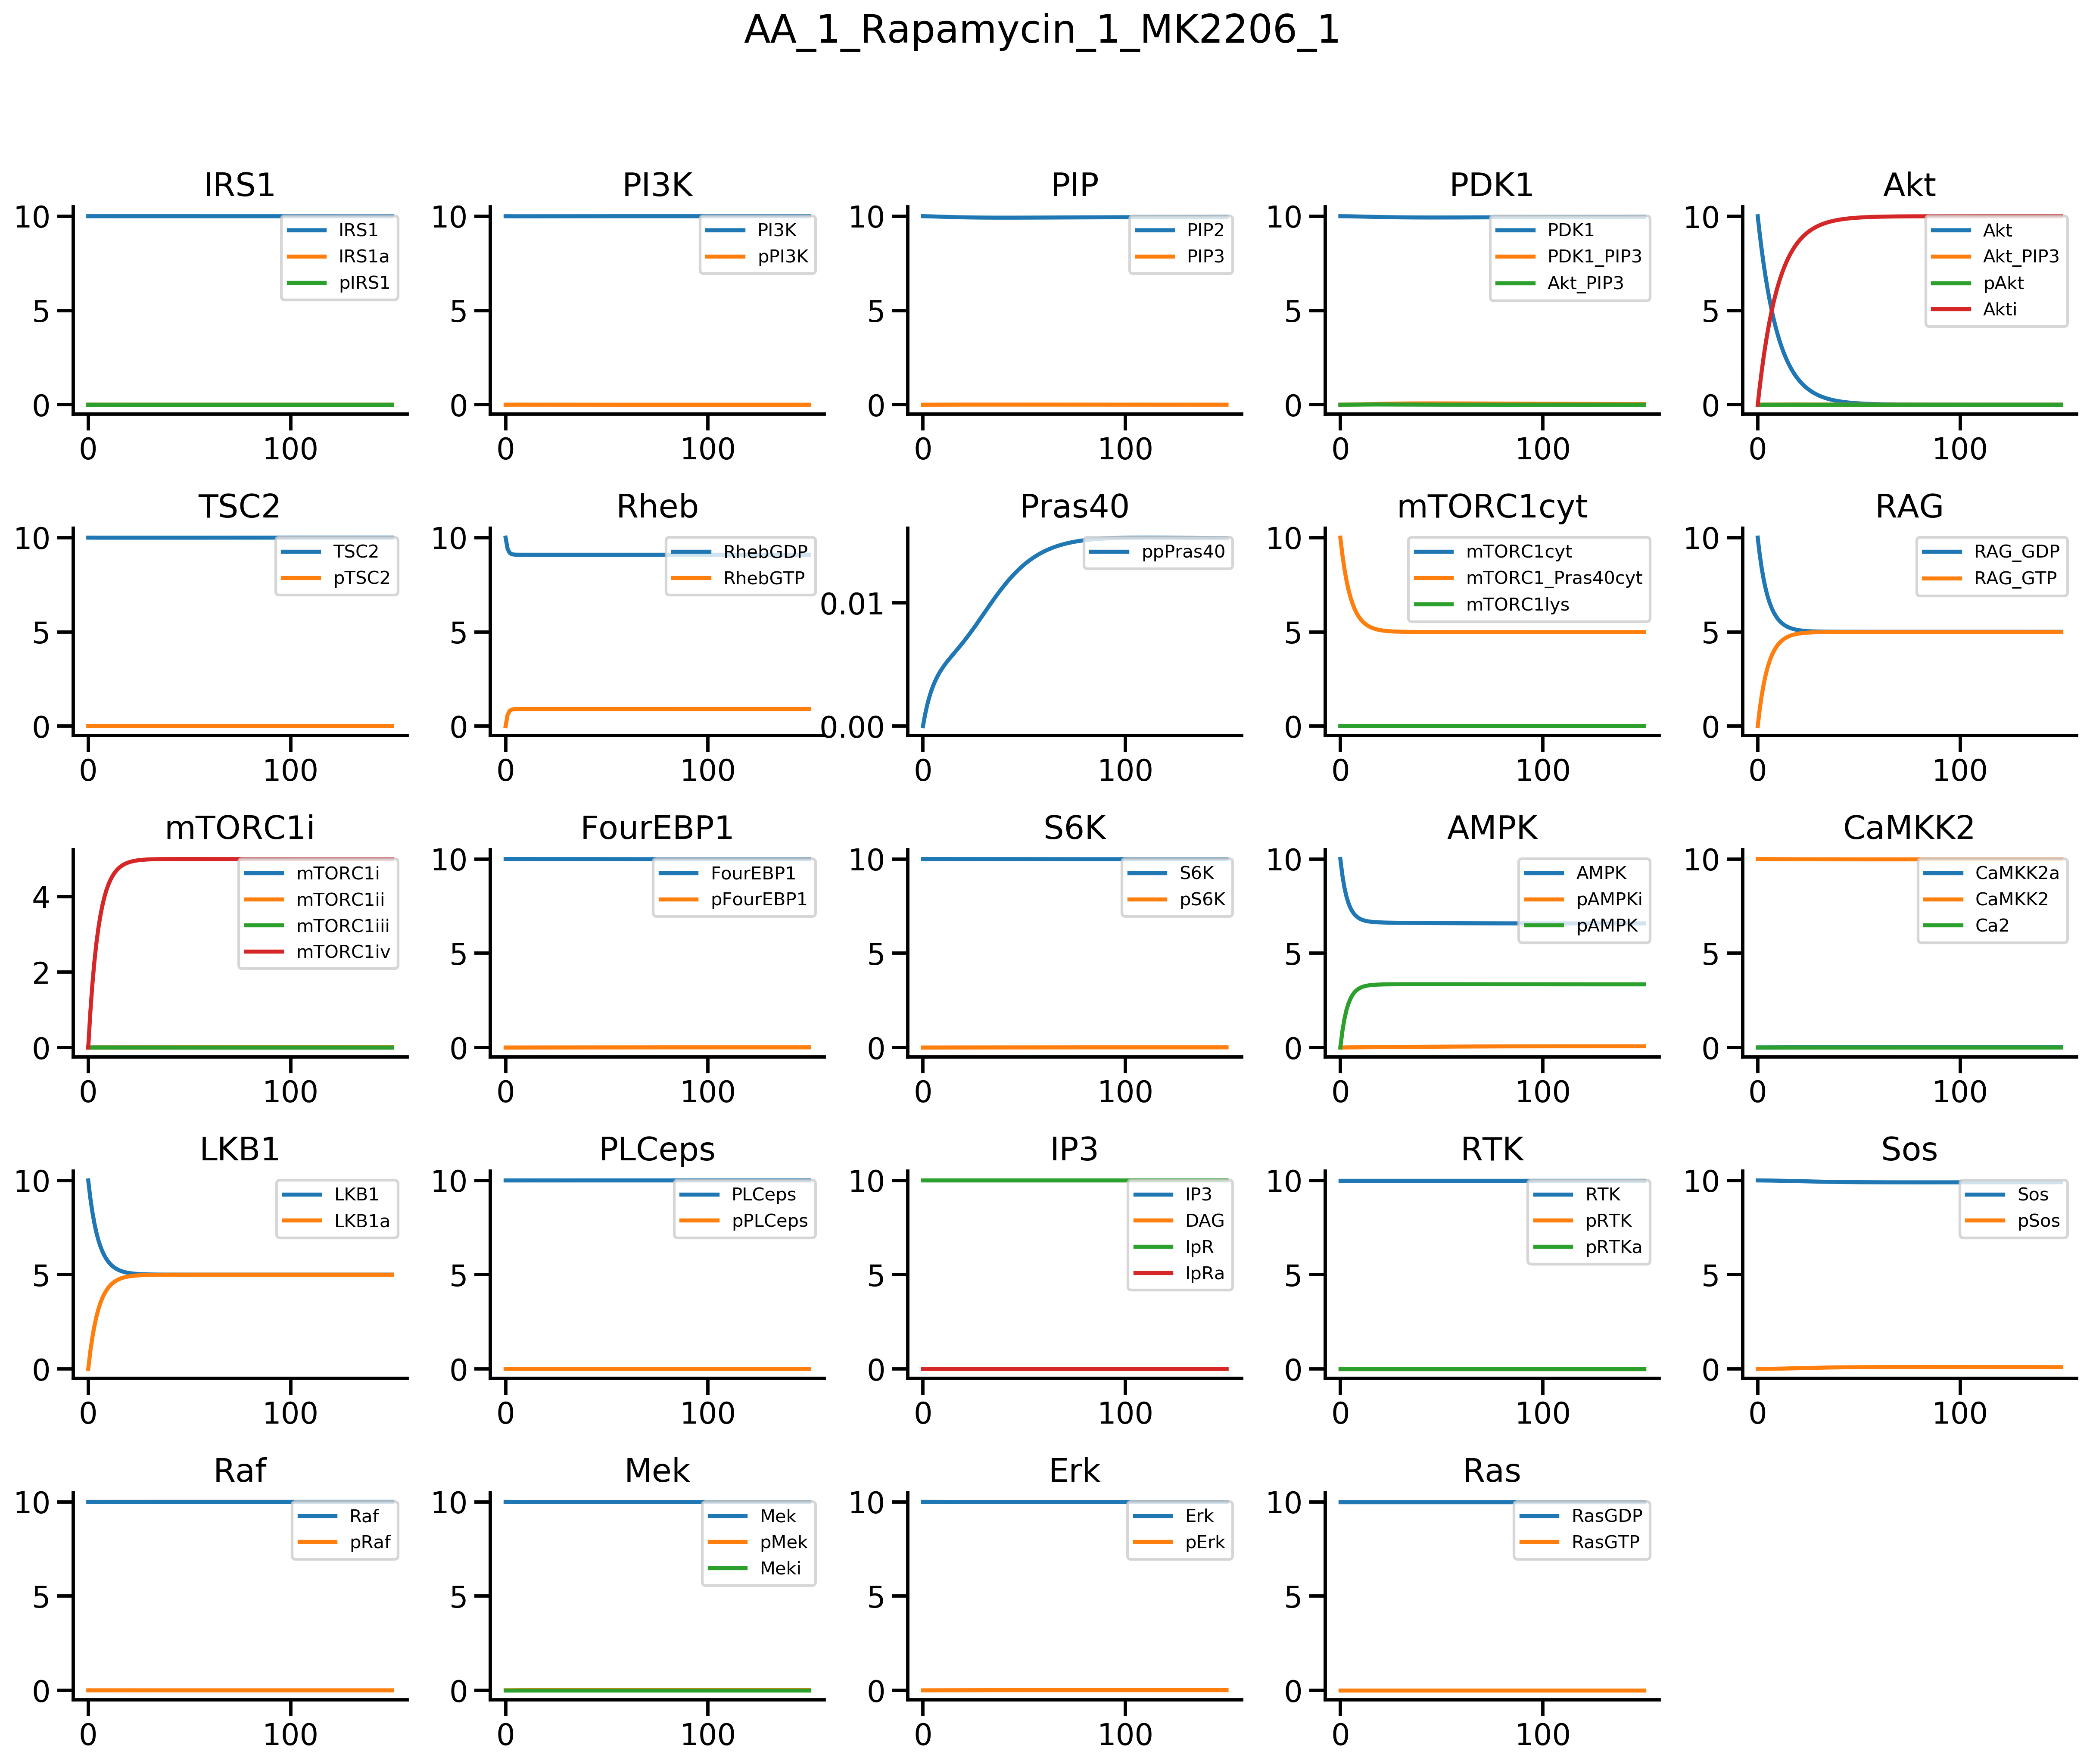 AA_1_Rapamycin_1_MK2206_1
IRS1
10
5
0
0
100
IRS1
IRS1a
pIRS1
PI3K
10
5
0
0
100
PI3K
pPI3K
PIP
10
5
0
0
100
PIP2
PIP3
PDK1
10
5
0
0
100
PDK1
PDK1_PIP3
Akt_PIP3
Akt
10
5
0
0
100
Akt
Akt_PIP3
pAkt
Akti
TSC2
10
5
0
0
100
TSC2
pTSC2
Rheb
10
5
0
0
100
RhebGDP
RhebGTP
Pras40
0.01
0.00
0
100
ppPras40
mTORC1cyt
10
5
0
0
100
mTORC1cyt
mTORC1_Pras40cyt
mTORC1lys
RAG
10
5
0
0
100
RAG_GDP
RAG_GTP
mTORC1i
4
2
0
0
100
mTORC1i
mTORC1ii
mTORC1iii
mTORC1iv
FourEBP1
10
5
0
0
100
FourEBP1
pFourEBP1
S6K
10
5
0
0
100
S6K
pS6K
AMPK
10
5
0
0
100
AMPK
pAMPKi
pAMPK
CaMKK2
10
5
0
0
100
CaMKK2a
CaMKK2
Ca2
LKB1
10
5
0
0
100
LKB1
LKB1a
PLCeps
10
5
0
0
100
PLCeps
pPLCeps
IP3
10
5
0
0
100
IP3
DAG
IpR
IpRa
RTK
10
5
0
0
100
RTK
pRTK
pRTKa
Sos
10
5
0
0
100
Sos
pSos
Raf
10
5
0
0
100
Raf
pRaf
Mek
10
5
0
0
100
Mek
pMek
Meki
Erk
10
5
0
0
100
Erk
pErk
Ras
10
5
0
0
100
RasGDP
RasGTP